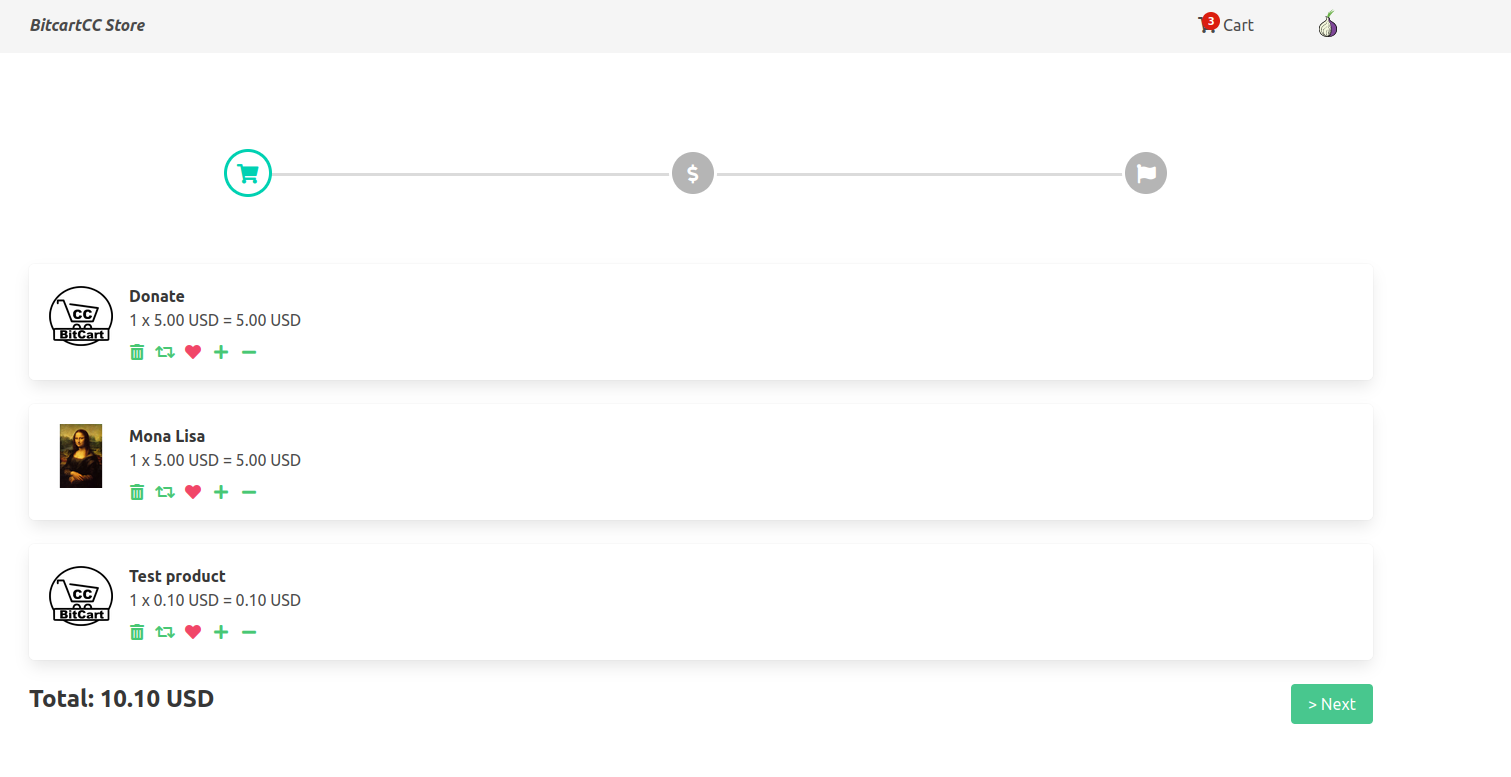 BitcartCC Store
3
Cart
$
Donate
1 x 5.00 USD = 5.00 USD
CC
BitCart
Mona Lisa
1 x 5.00 USD = 5.00 USD
Test product
1 x 0.10 USD = 0.10 USD
CC
BitCart
Total: 10.10 USD
> Next